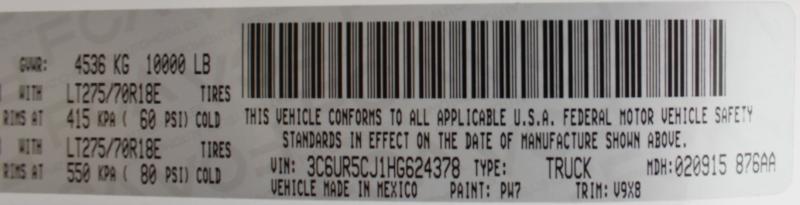 GVWR: 4536 KG 10000 LB
WITH LT275/70R18E TIRES
RIMS AT 415 KPA ( 60 PSI) COLD
WITH LT275/70R18E TIRES
RIMS AT 550 KPA ( 80 PSI) COLD
THIS VEHICLE CONFORMS TO ALL APPLICABLE U.S.A. FEDERAL MOTOR VEHICLE SAFETY
STANDARDS IN EFFECT ON THE DATE OF MANUFACTURE SHOWN ABOVE.
VIN: 3C6UR5CJ1HG624378 TYPE: TRUCK MDH:020915 876AA
VEHICLE MADE IN MEXICO PAINT: PW7 TRIM: V9X8